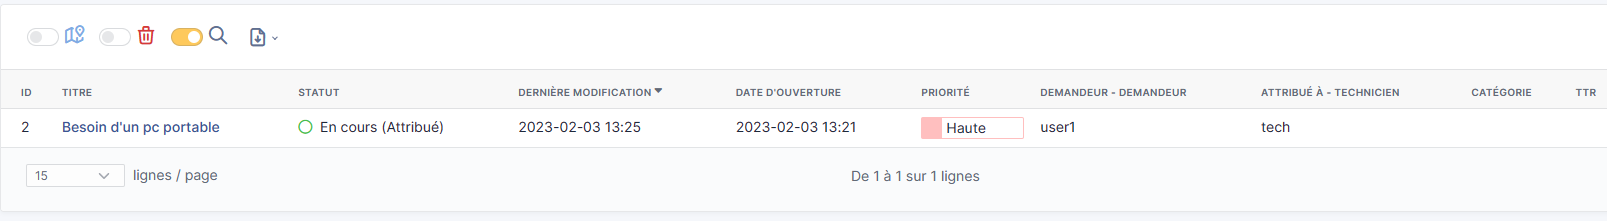 ID TITRE STATUT DERNIÈRE MODIFICATION DATE D'OUVERTURE PRIORITÉ DEMANDEUR - DEMANDEUR ATTRIBUÉ À - TECHNICIEN CATÉGORIE TTR
2 Besoin d'un pc portable En cours (Attribué) 2023-02-03 13:25 2023-02-03 13:21 Haute user1 tech
15 lignes / page De 1 à 1 sur 1 lignes